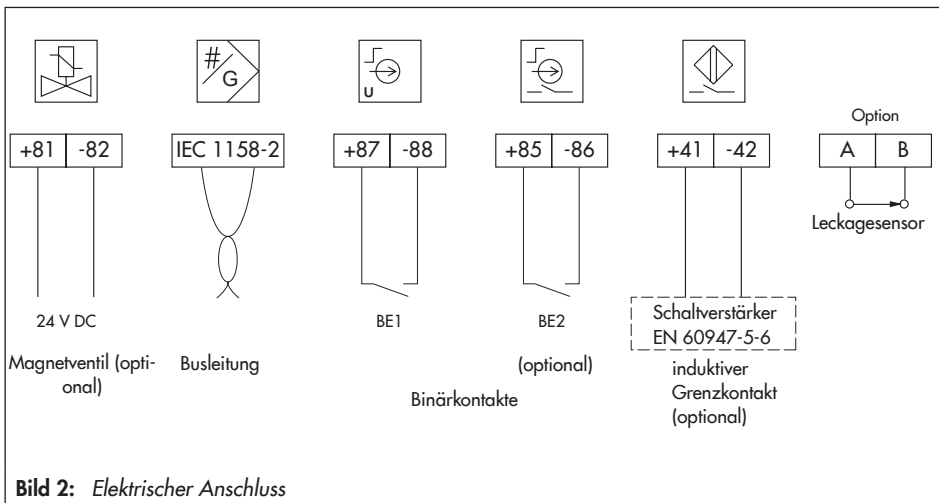 #
G
U
Option
+81 -82
IEC 1158-2
+87 -88
+85 -86
+41 -42
A B
Leckagesensor
24 V DC
BE1
BE2
Schaltverstärker
EN 60947-5-6
Magnetventil (opti-
onal)
Busleitung
(optional)
Binärkontakte
induktiver
Grenzkontakt
(optional)
Bild 2: Elektrischer Anschluss